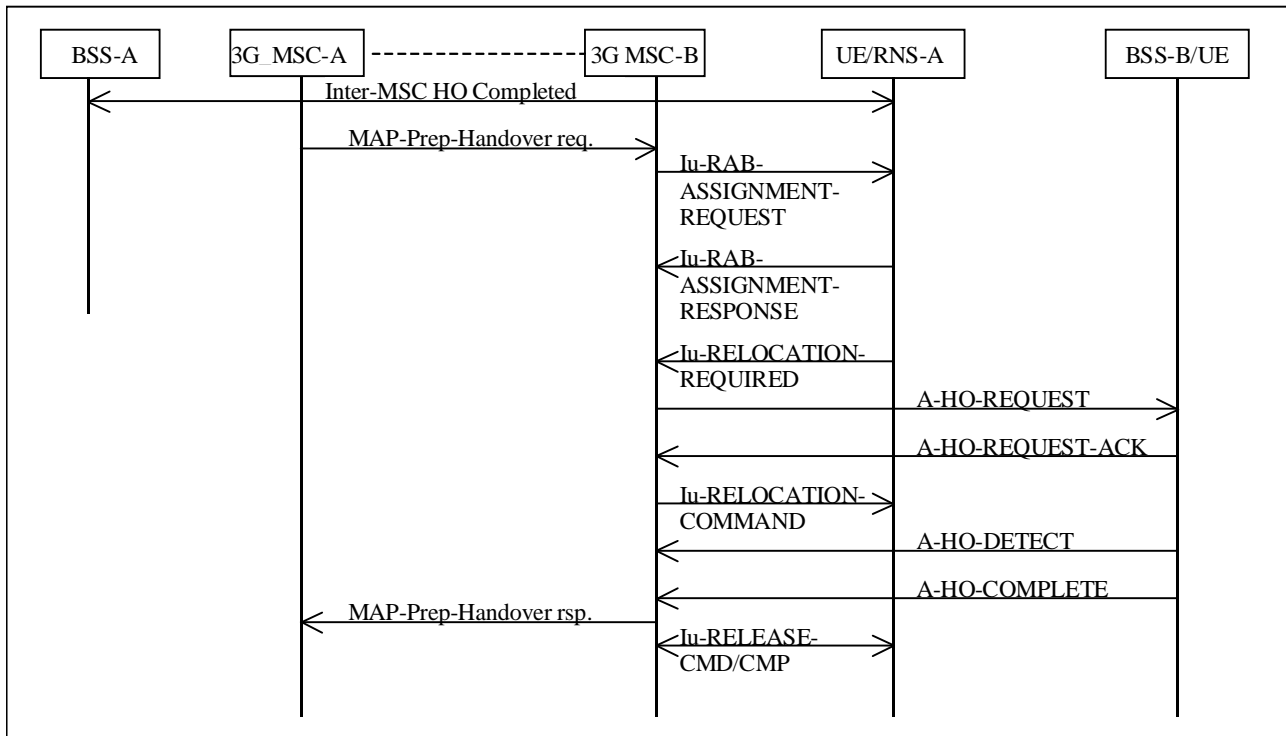 BSS-A
3G_MSC-A
3G MSC-B
UE/RNS-A
BSS-B/UE
Inter-MSC HO Completed
MAP-Prep-Handover req.
Iu-RAB-
ASSIGNMENT-
REQUEST
Iu-RAB-
ASSIGNMENT-
RESPONSE
Iu-RELOCATION-
REQUIRED
A-HO-REQUEST
A-HO-REQUEST-ACK
Iu-RELOCATION-
COMMAND
A-HO-DETECT
A-HO-COMPLETE
MAP-Prep-Handover rsp.
Iu-RELEASE-
CMD/CMP